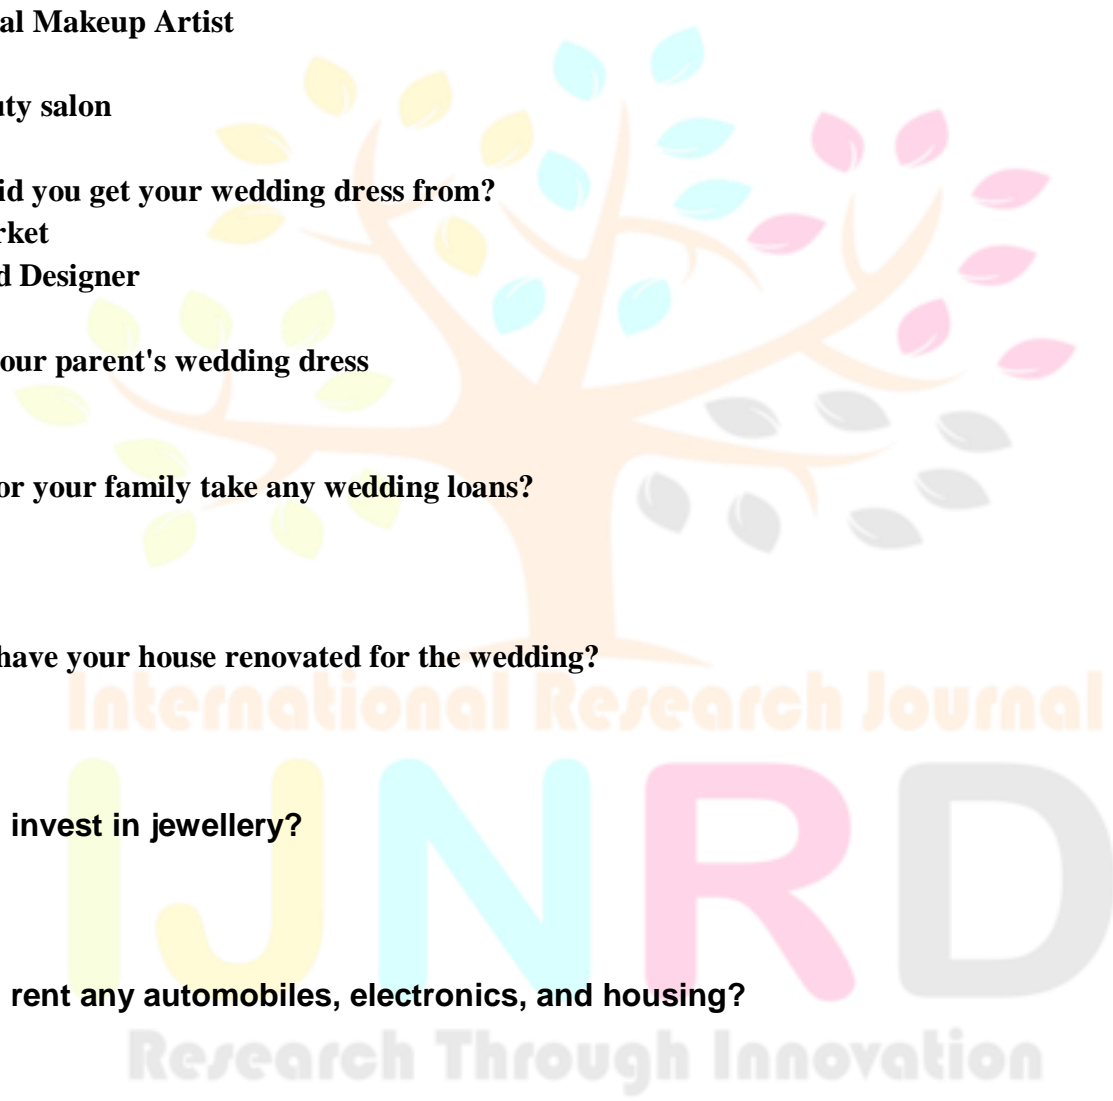 al Makeup Artist
uty salon
id you get your wedding dress from?
rket
d Designer
our parent's wedding dress
or your family take any wedding loans?
have your house renovated for the wedding?
International Research Journal
invest in jewellery?
IJNRD
rent any automobiles, electronics, and housing?
Research Through Innovation